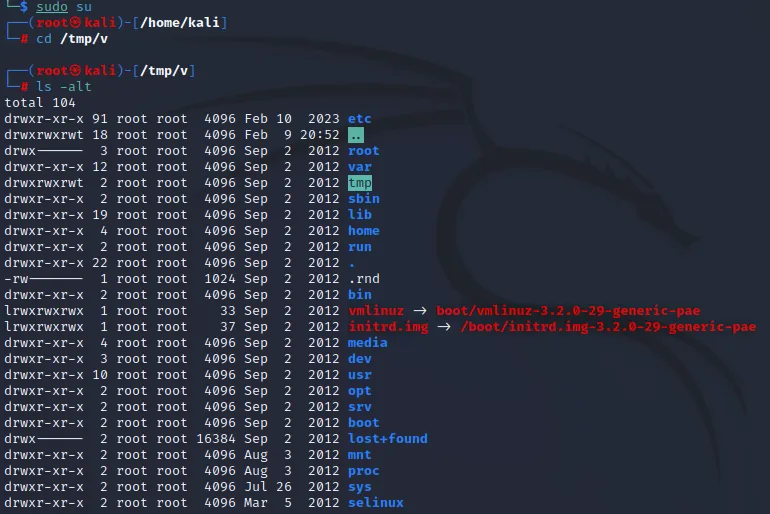 └─$ sudo su
┌──(root㉿kali)-[/home/kali]
└─# cd /tmp/v
┌──(root㉿kali)-[/tmp/v]
└─# ls -alt
total 104
drwxr-xr-x 91 root root  4096 Feb 10  2023 etc
drwxrwxrwt 18 root root  4096 Feb  9 20:52 ..
drwx------  3 root root  4096 Sep  2  2012 root
drwxr-xr-x 12 root root  4096 Sep  2  2012 var
drwxrwxrwt  2 root root  4096 Sep  2  2012 tmp
drwxr-xr-x  2 root root  4096 Sep  2  2012 sbin
drwxr-xr-x 19 root root  4096 Sep  2  2012 lib
drwxr-xr-x  4 root root  4096 Sep  2  2012 home
drwxr-xr-x  2 root root  4096 Sep  2  2012 run
drwxr-xr-x 22 root root  4096 Sep  2  2012 .
-rw-------  1 root root  1024 Sep  2  2012 .rnd
drwxr-xr-x  2 root root  4096 Sep  2  2012 bin
lrwxrwxrwx  1 root root    33 Sep  2  2012 vmlinuz -> boot/vmlinuz-3.2.0-29-generic-pae
lrwxrwxrwx  1 root root    37 Sep  2  2012 initrd.img -> /boot/initrd.img-3.2.0-29-generic-pae
drwxr-xr-x  4 root root  4096 Sep  2  2012 media
drwxr-xr-x  3 root root  4096 Sep  2  2012 dev
drwxr-xr-x 10 root root  4096 Sep  2  2012 usr
drwxr-xr-x  2 root root  4096 Sep  2  2012 opt
drwxr-xr-x  2 root root  4096 Sep  2  2012 srv
drwxr-xr-x  2 root root  4096 Sep  2  2012 boot
drwx------  2 root root 16384 Sep  2  2012 lost+found
drwxr-xr-x  2 root root  4096 Aug  3  2012 mnt
drwxr-xr-x  2 root root  4096 Aug  3  2012 proc
drwxr-xr-x  2 root root  4096 Jul 26  2012 sys
drwxr-xr-x  2 root root  4096 Mar  5  2012 selinux